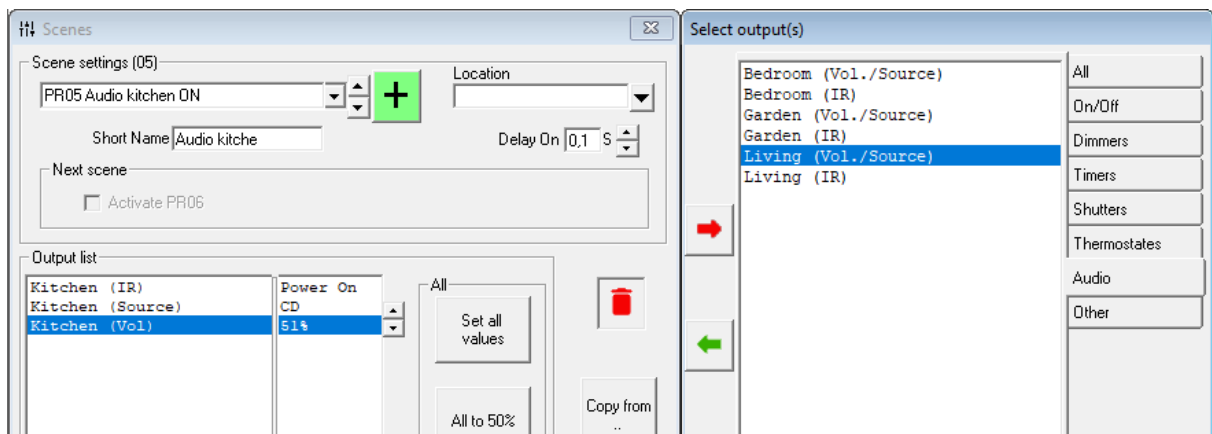 Scenes
Scene settings (05)
PR05 Audio kitchen ON
+
Location
Short Name Audio kitche
Delay On 0,1 S
Next scene
Activate PR06
Output list
Kitchen (IR) Power On
Kitchen (Source) CD
Kitchen (Vol) 51%
All
Set all
values
All to 50%
Copy from
..
Select output(s)
Bedroom (Vol./Source)
Bedroom (IR)
Garden (Vol./Source)
Garden (IR)
Living (Vol./Source)
Living (IR)
All
On/Off
Dimmers
Timers
Shutters
Thermostates
Audio
Other